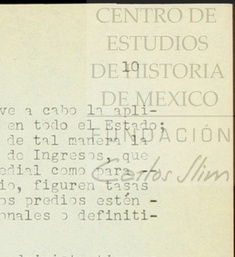 CENTRO DE
ESTUDIOS
DE HISTORIA
10
DE MEXICO
ve a cabo la apli-
en todo el Estado;
FUNDACIÓN
de tal manera la
de Ingresos, que
Carlos Slim
edial como para
io, figuren tasas
os predios estén -
onales o definiti-